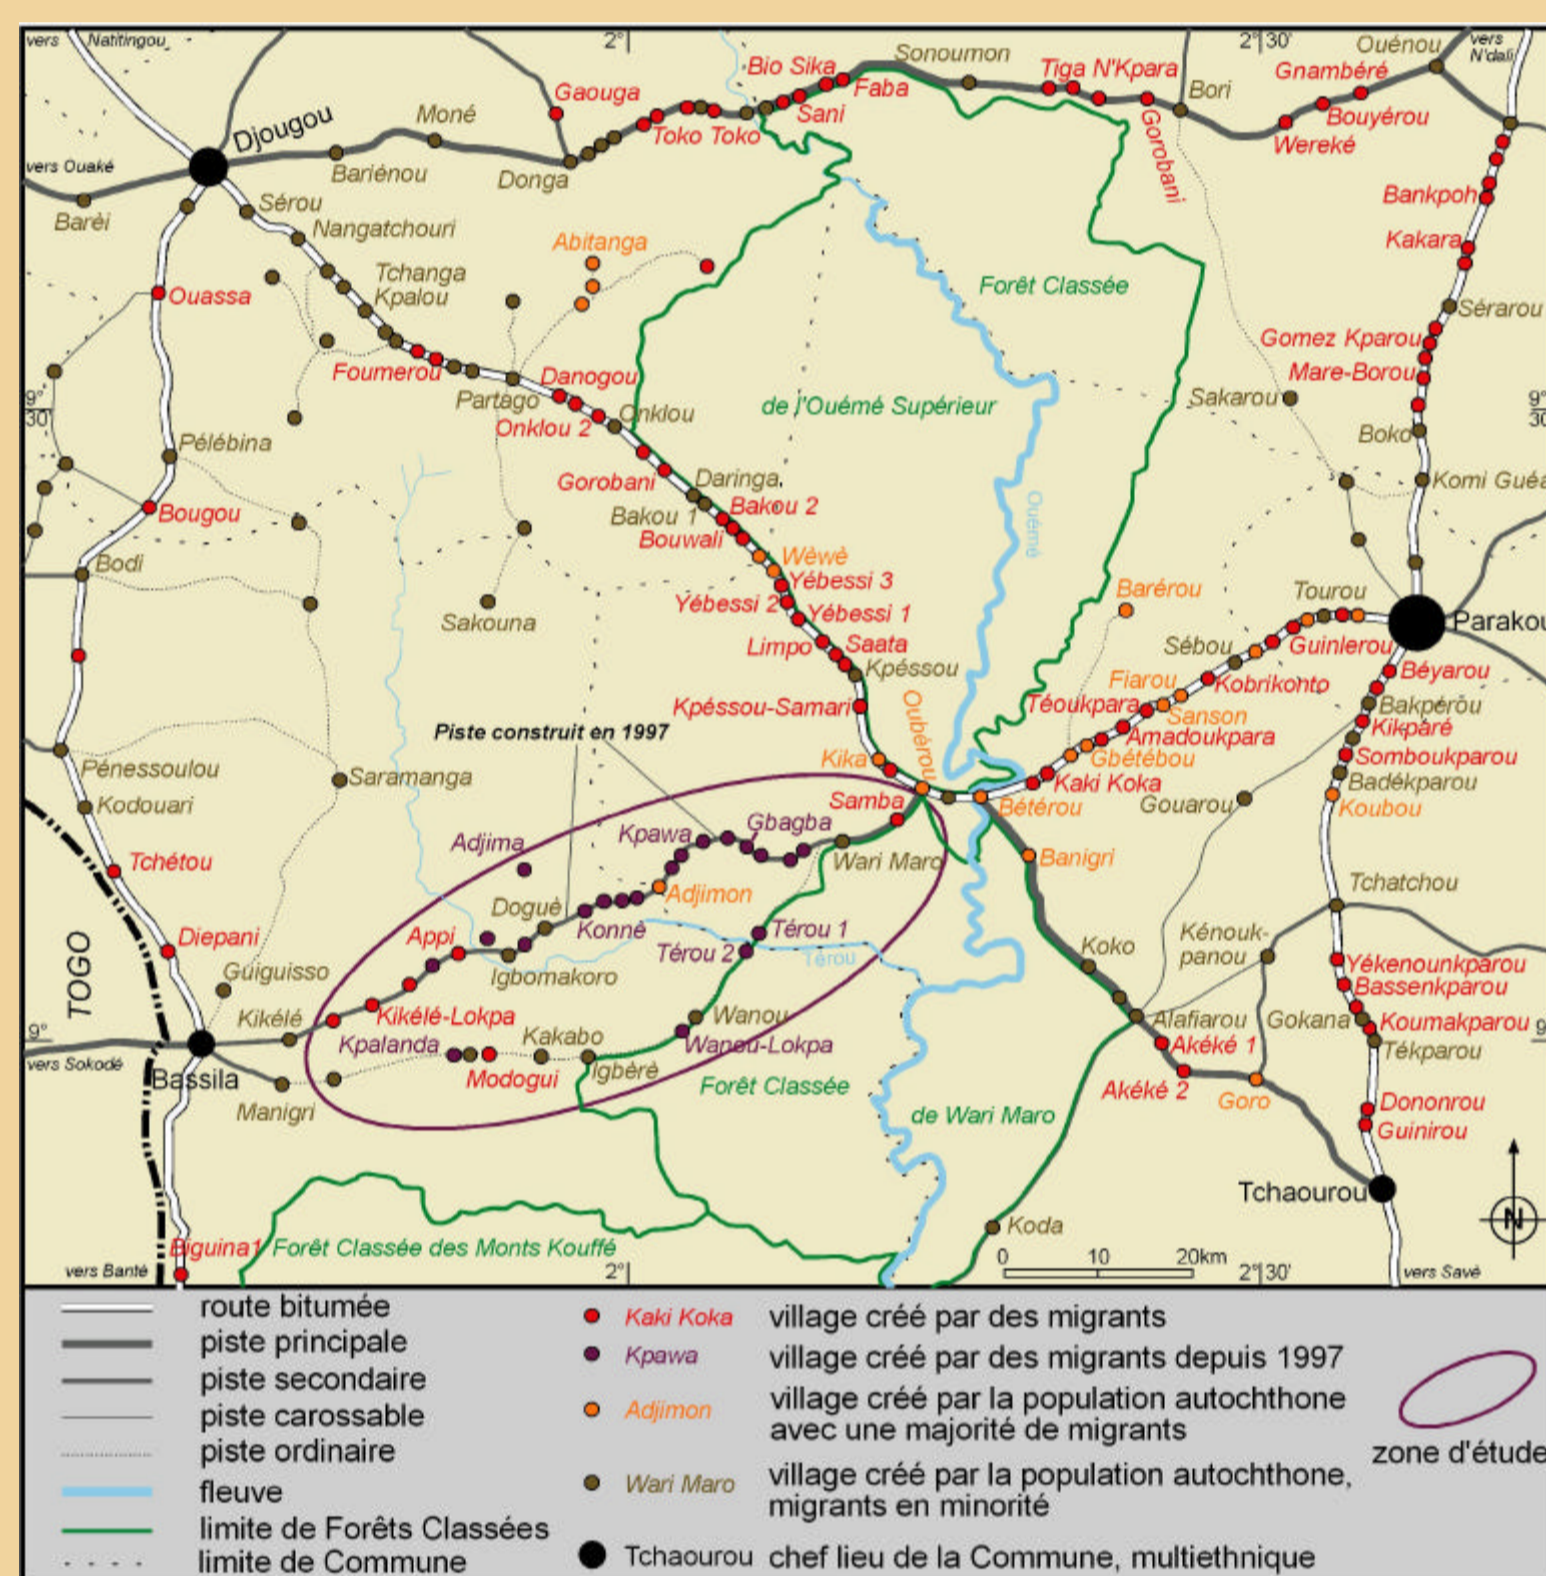 vers
Natitingou
2°
2°30'
vers
N'dali
Ouénou
Sonoumon
Bio Sika
Faba
Sani
Tiga N'Kpara
Gnambéré
Bouyérou
Bori
Wereké
Gorobani
Gaouga
Toko Toko
Moné
Djougou
Bariénou
Donga
vers Ouaké
Barèi
Sérou
Nangatchouri
Abitanga
Tchanga
Kpalou
Ouassa
Bankpoh
Kakara
Forêt Classée
Sérarou
Gomez Kparou
Mare-Borou
Foumerou
Danogou
Partago
Onklou
Onklou 2
de l'Ouémé Supérieur
Sakarou
9°
30'
9°
30
Boko
Pélébina
Gorobani
Daringa
Komi Gué
Bakou 2
Bakou 1
Bouwali
Bougou
Ouémé
Wèwè
Bodi
Yébessi 3
Yébessi 2
Yébessi 1
Barérou
Tourou
Sakouna
Parakou
Limpo
Saata
Sébou
Guinlerou
Kpéssou
Béyarou
Fiarou
Kobrikonto
Kpéssou-Samari
Oubérou
Téoukpara
Sanson
Bakpérou
Kikparé
Amadoukpara
Piste construit en 1997
Kika
Gbétébou
Somboukparou
Pénessoulou
Saramanga
Kaki Koka
Badékparou
Kodouari
Samba
Bétérou
Gouarou
Koubou
Kpawa
Gbagba
Adjima
Wari Maro
Banigri
Tchétou
Adjimon
Tchatchou
Doguè
Konnê
Appi
Diepani
Térou 1
Térou 2
Térou
Koko
Kénouk-
panou
TOGO
Guiguisso
Igbomakoro
Yékenounkparou
Bassenkparou
9°
Kikélé
Kikélé-Lokpa
Wanou
Alafiarou
Gokana
Koumakparou
9
vers Sokodé
Kpalanda
Kakabo
Wanou-Lokpa
Akéké 1
Tékparou
Bassila
Modogui
Igbèrè
Forêt Classée
Akéké 2
Goro
Manigri
de Wari Maro
Dononrou
Guinirou
Tchaourou
N
Koda
Biguina1
Forêt Classée des Monts Kouffé
0 10 20km
vers Banté
2°
2°30'
vers Savè
route bitumée
piste principale
piste secondaire
piste carossable
piste ordinaire
fleuve
limite de Forêts Classées
limite de Commune
Kaki Koka village créé par des migrants
Kpawa village créé par des migrants depuis 1997
Adjimon village créé par la population autochthone
avec une majorité de migrants
Wari Maro village créé par la population autochthone,
migrants en minorité
Tchaourou chef lieu de la Commune, multiethnique
zone d'étude